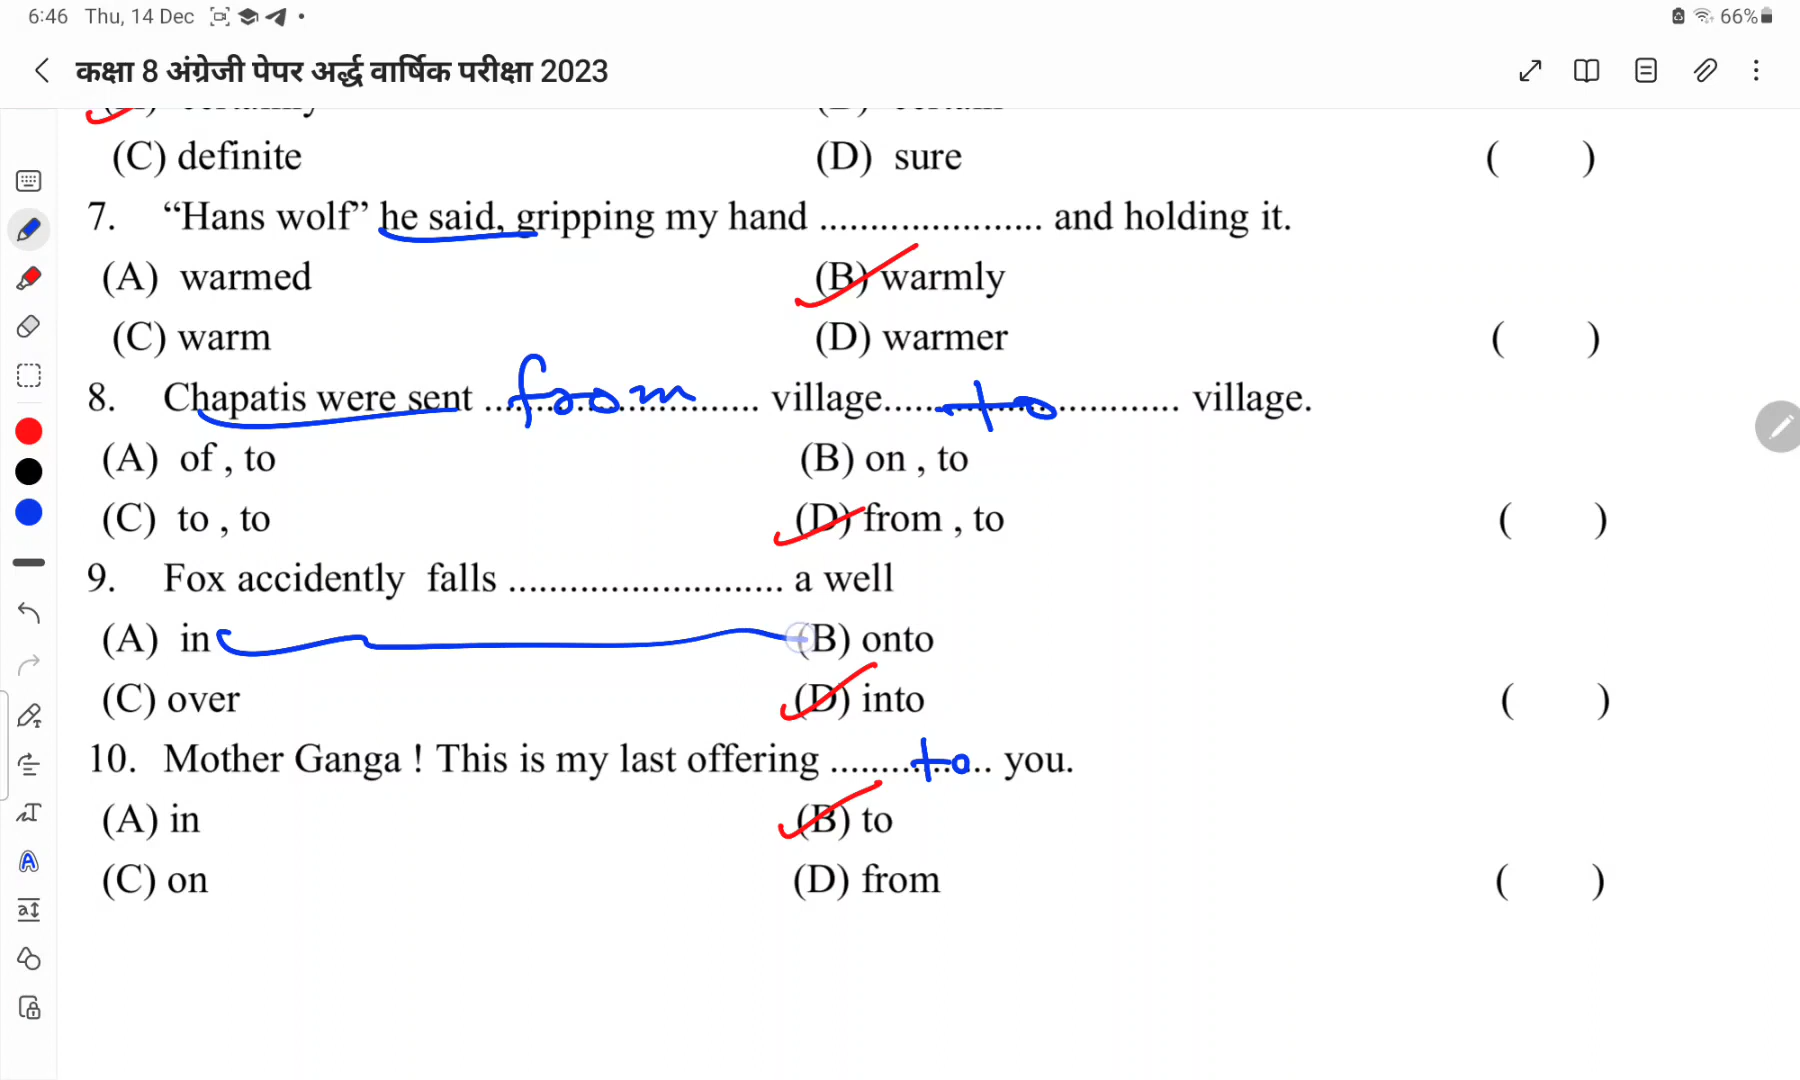 6:46 Thu, 14 Dec 66%
कक्षा 8 अंग्रेजी पेपर अर्द्ध वार्षिक परीक्षा 2023
(C) definite (D) sure ( )
7. “Hans wolf” he said, gripping my hand ...................... and holding it.
(A) warmed (B) warmly
(C) warm (D) warmer ( )
8. Chapatis were sent ....from.... village....to.... village.
(A) of , to (B) on , to
(C) to , to (D) from , to ( )
9. Fox accidently falls ........................... a well
(A) in (B) onto
(C) over (D) into ( )
10. Mother Ganga ! This is my last offering ....to.. you.
(A) in (B) to
(C) on (D) from ( )